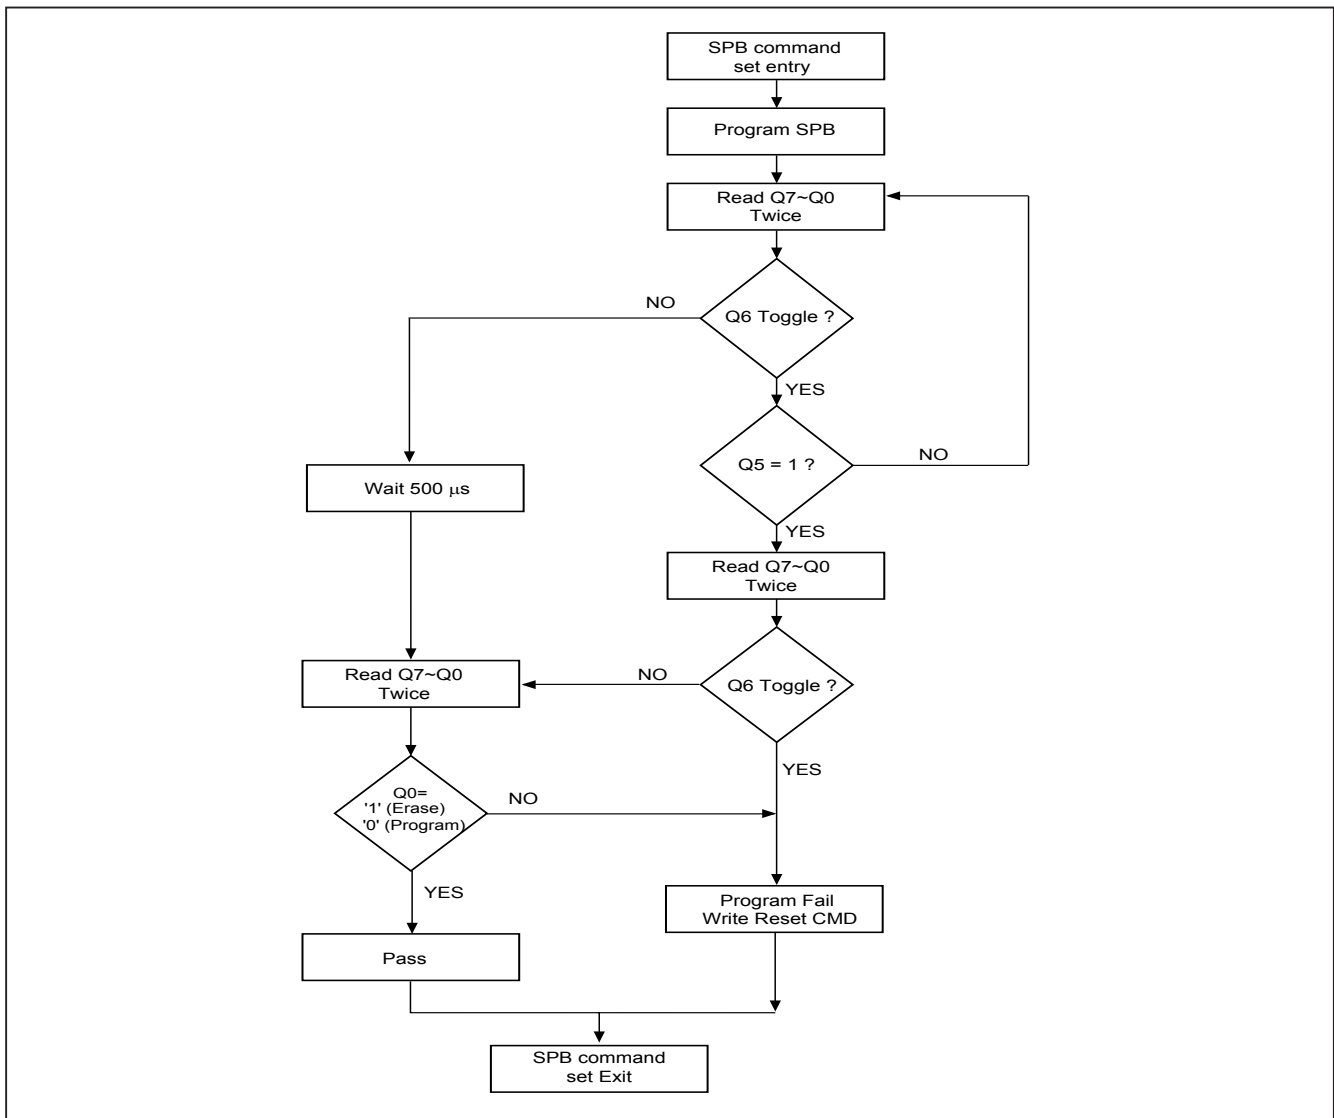 SPB command
set entry
Program SPB
Read Q7~Q0
Twice
NO
Q6 Toggle ?
YES
Q5 = 1 ?
NO
Wait 500 μs
YES
Read Q7~Q0
Twice
Read Q7~Q0
Twice
NO
Q6 Toggle ?
YES
Q0=
'1' (Erase)
'0' (Program)
NO
YES
Program Fail
Write Reset CMD
Pass
SPB command
set Exit